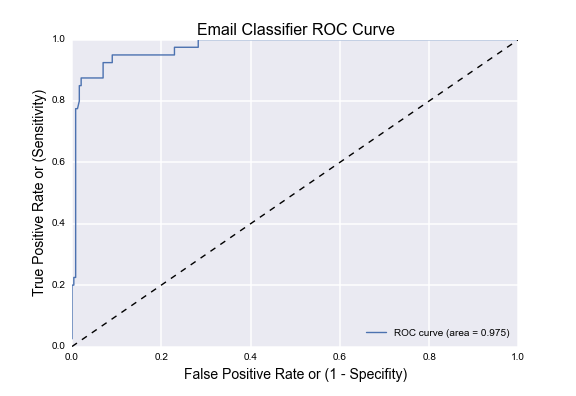 Email Classifier ROC Curve
True Positive Rate or (Sensitivity)
1.0
0.8
0.6
0.4
0.2
0.0
0.0 0.2 0.4 0.6 0.8 1.0
ROC curve (area = 0.975)
False Positive Rate or (1 - Specifity)